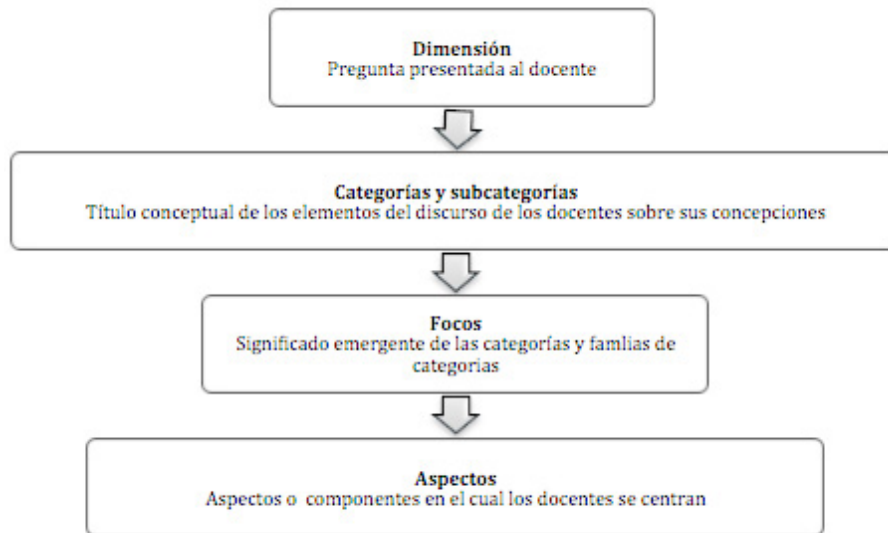 Dimensión
Pregunta presentada al docente
Categorías y subcategorías
Título conceptual de los elementos del discurso de los docentes sobre sus concepciones
Focos
Significado emergente de las categorías y famlias de
categorias
Aspectos
Aspectos o componentes en el cual los docentes se centran